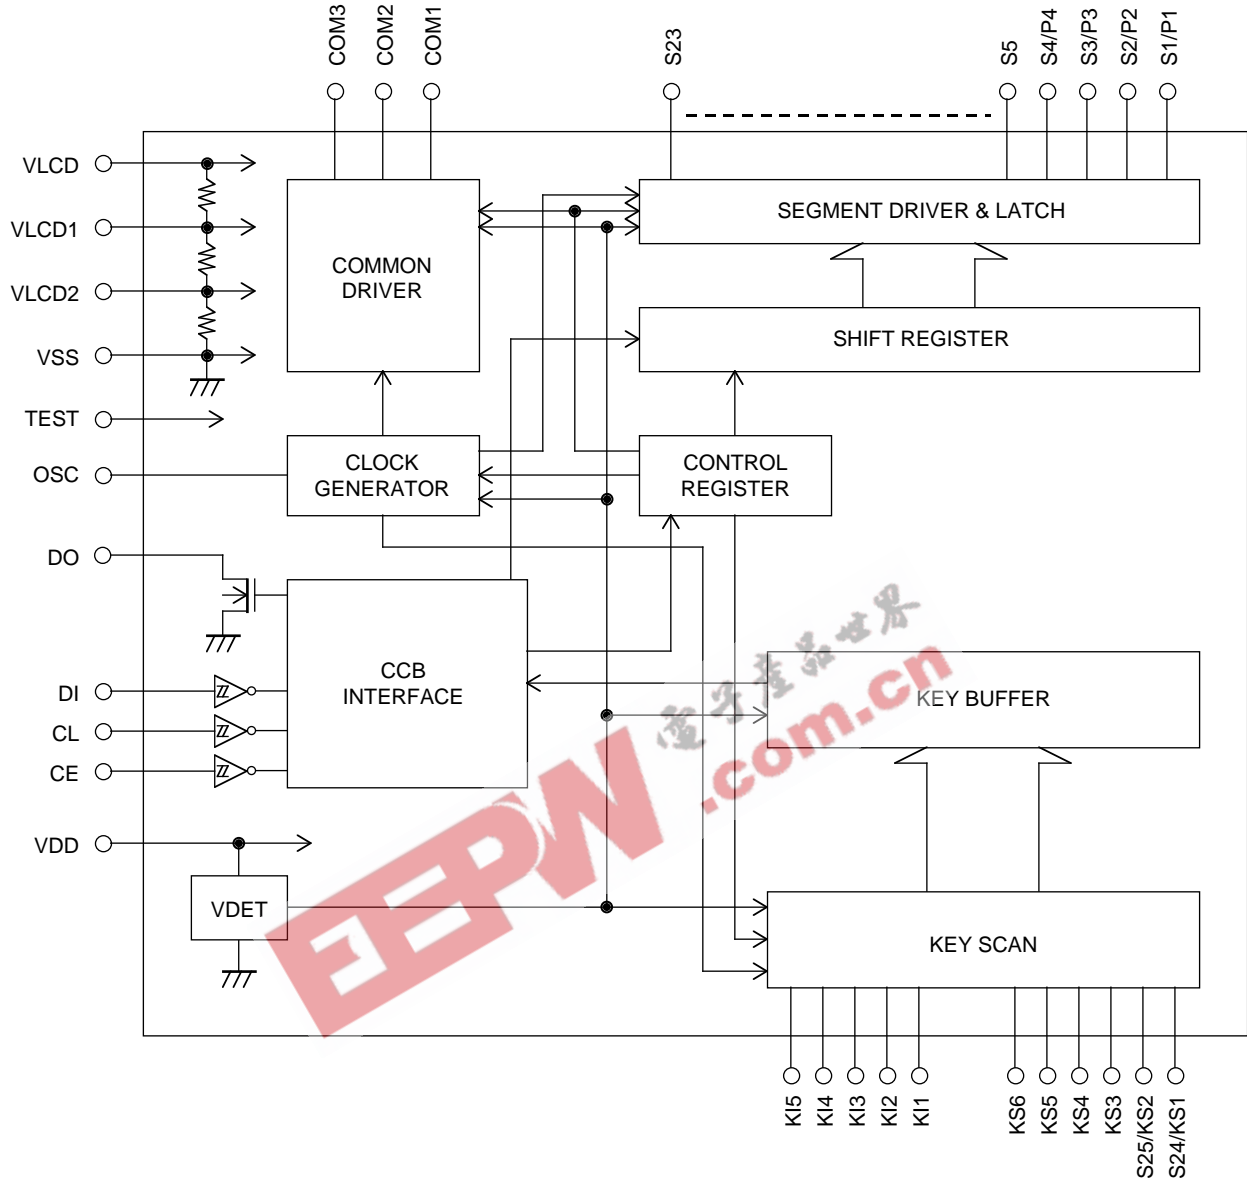 COM3
COM2
COM1
S23
S5
S4/P4
S3/P3
S2/P2
S1/P1
VLCD
VLCD1
VLCD2
VSS
TEST
OSC
DO
DI
CL
CE
VDD
COMMON
DRIVER
SEGMENT DRIVER & LATCH
SHIFT REGISTER
CLOCK
GENERATOR
CONTROL
REGISTER
CCB
INTERFACE
KEY BUFFER
VDET
KEY SCAN
EEPW
.com.cn
電子產品世界
KI5
KI4
KI3
KI2
KI1
KS6
KS5
KS4
KS3
S25/KS2
S24/KS1